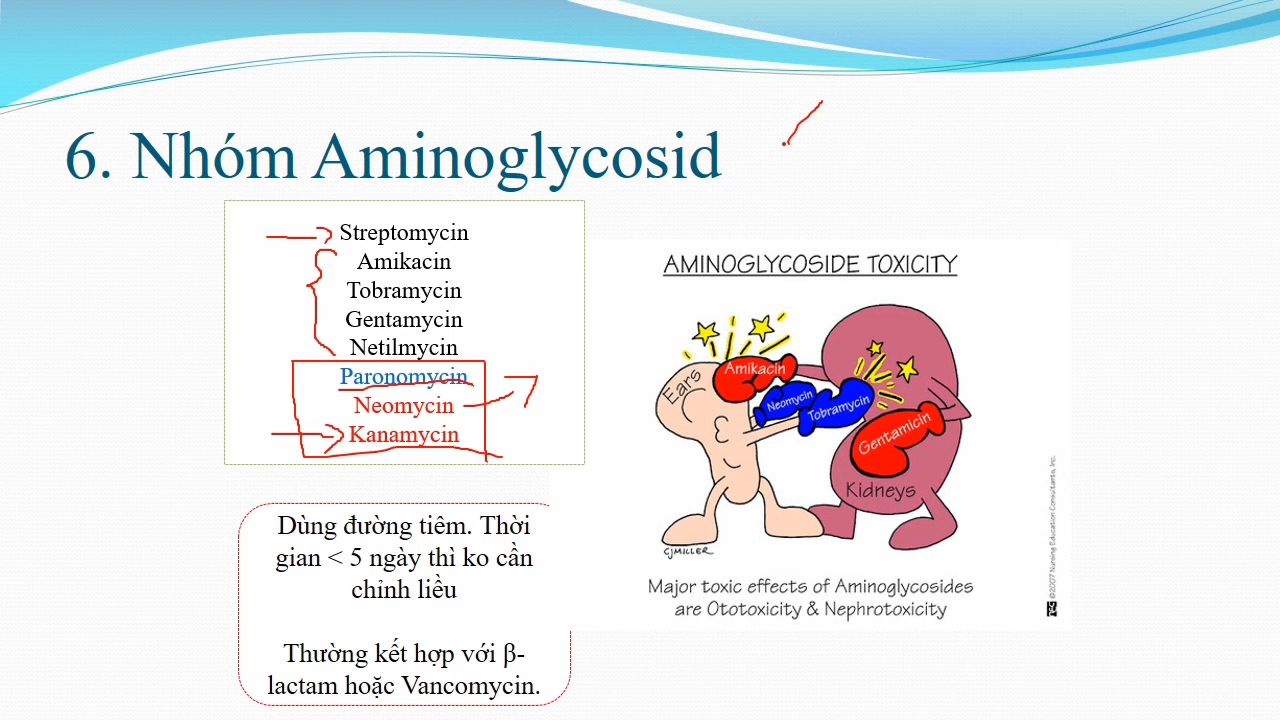 6. Nhóm Aminoglycosid
Streptomycin
Amikacin
Tobramycin
Gentamycin
Netilmycin
Paronomycin
Neomycin
Kanamycin
Dùng đường tiêm. Thời
gian < 5 ngày thì ko cần
chỉnh liều
Thường kết hợp với β-
lactam hoặc Vancomycin.
AMINOGLYCOSIDE TOXICITY
Ears
Amikacin
Neomycin
Tobramycin
Gentamicin
Kidneys
CJMILLER
Major toxic effects of Aminoglycosides
are Ototoxicity & Nephrotoxicity
©2007 Nursing Education Consultants, Inc.